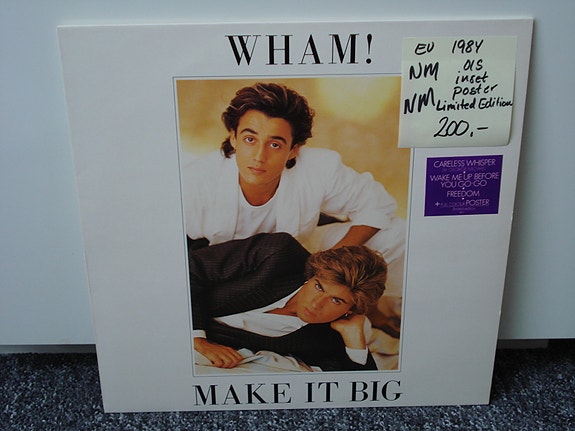 WHAM!
EU 1984
NM OIS
inset
poster
NM Limited Edition
200,-
CARELESS WHISPER
WAKE ME UP BEFORE
YOU GO-GO
FREEDOM
+ POSTER
MAKE IT BIG